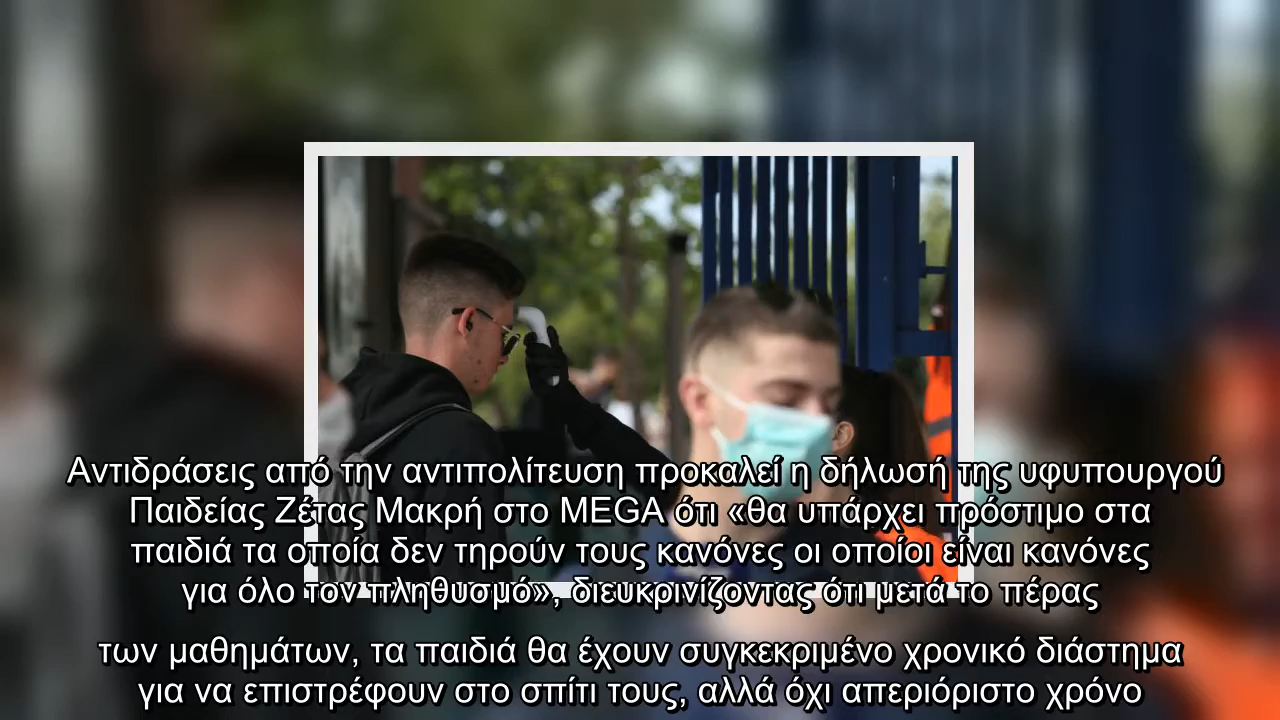 Αντιδράσεις από την αντιπολίτευση προκαλεί η δήλωσή της υφυπουργού
Παιδείας Ζέτας Μακρή στο MEGA ότι «θα υπάρχει πρόστιμο στα
παιδιά τα οποία δεν τηρούν τους κανόνες οι οποίοι είναι κανόνες
για όλο τον πληθυσμό», διευκρινίζοντας ότι μετά το πέρας
των μαθημάτων, τα παιδιά θα έχουν συγκεκριμένο χρονικό διάστημα
για να επιστρέφουν στο σπίτι τους, αλλά όχι απεριόριστο χρόνο